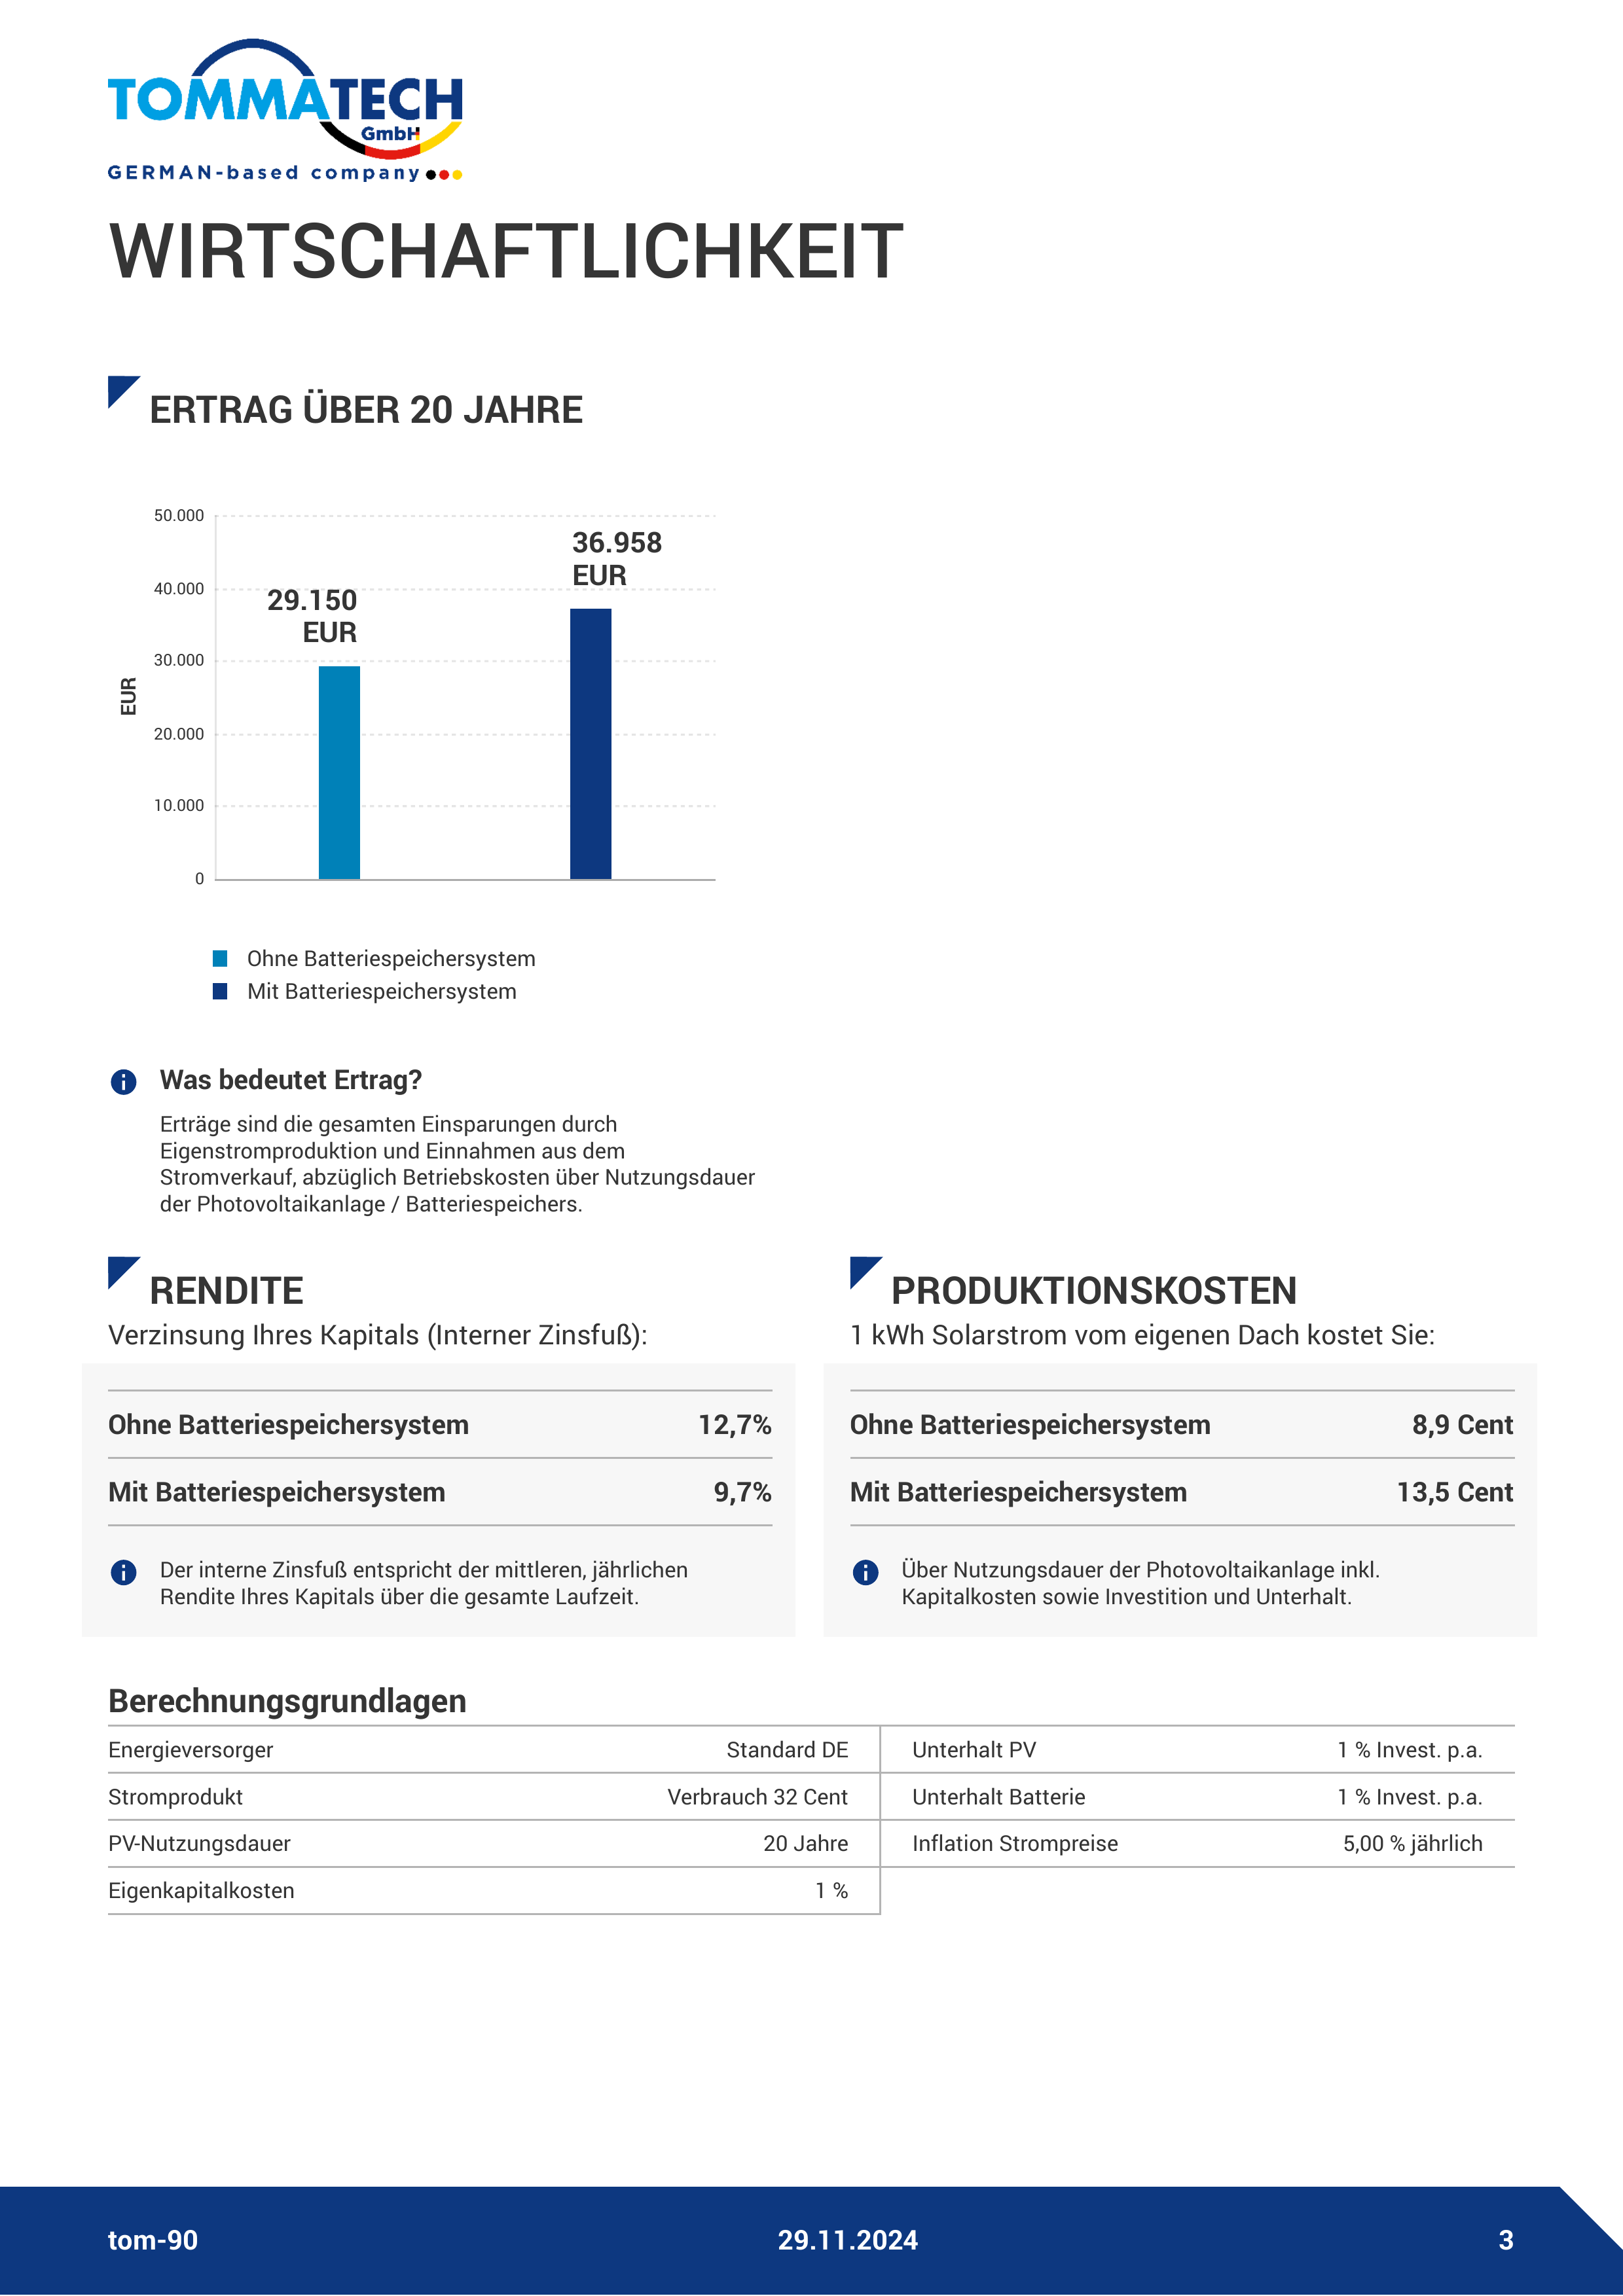 TOMMATECH
GmbH
GERMAN-based company
WIRTSCHAFTLICHKEIT
ERTRAG ÜBER 20 JAHRE
EUR
50.000
40.000
30.000
20.000
10.000
0
29.150
EUR
36.958
EUR
Ohne Batteriespeichersystem
Mit Batteriespeichersystem
Was bedeutet Ertrag?
Erträge sind die gesamten Einsparungen durch
Eigenstromproduktion und Einnahmen aus dem
Stromverkauf, abzüglich Betriebskosten über Nutzungsdauer
der Photovoltaikanlage / Batteriespeichers.
RENDITE
Verzinsung Ihres Kapitals (Interner Zinsfuß):
Ohne Batteriespeichersystem 12,7%
Mit Batteriespeichersystem 9,7%
Der interne Zinsfuß entspricht der mittleren, jährlichen
Rendite Ihres Kapitals über die gesamte Laufzeit.
PRODUKTIONSKOSTEN
1 kWh Solarstrom vom eigenen Dach kostet Sie:
Ohne Batteriespeichersystem 8,9 Cent
Mit Batteriespeichersystem 13,5 Cent
Über Nutzungsdauer der Photovoltaikanlage inkl.
Kapitalkosten sowie Investition und Unterhalt.
Berechnungsgrundlagen
Energieversorger Standard DE
Stromprodukt Verbrauch 32 Cent
PV-Nutzungsdauer 20 Jahre
Eigenkapitalkosten 1 %
Unterhalt PV 1 % Invest. p.a.
Unterhalt Batterie 1 % Invest. p.a.
Inflation Strompreise 5,00 % jährlich
tom-90 29.11.2024 3